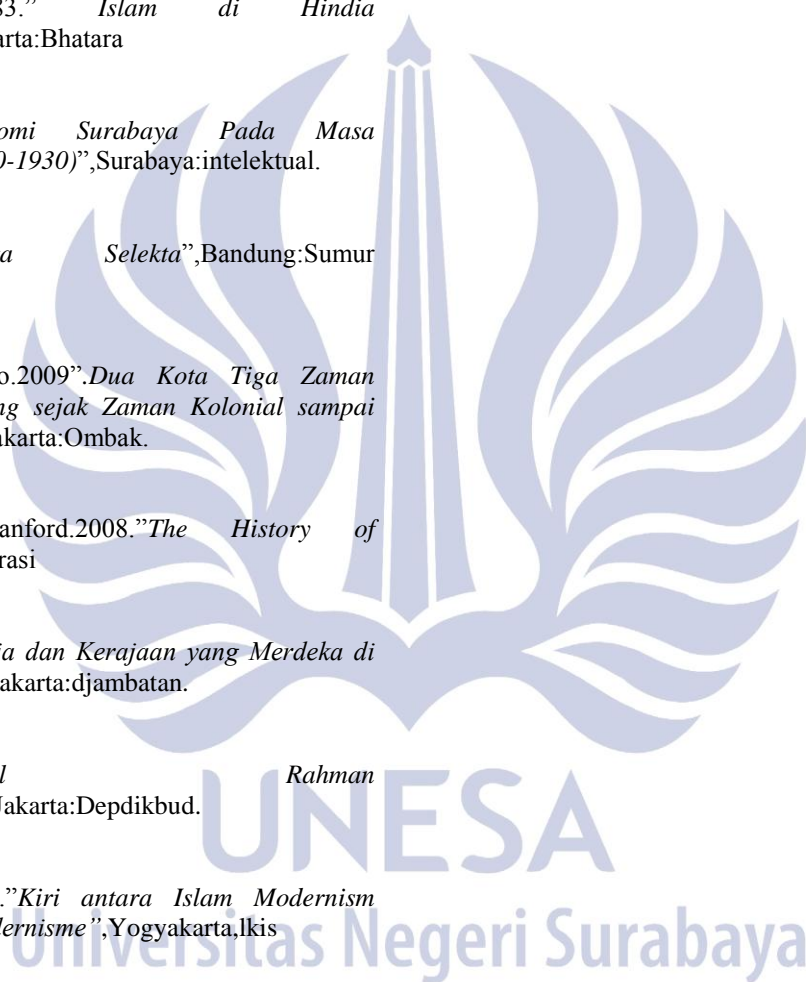 83.” Islam di Hindia
arta:Bhatara
omi Surabaya Pada Masa
0-1930)”,Surabaya:intelektual.
a Selekta”,Bandung:Sumur
o.2009”.Dua Kota Tiga Zaman
ng sejak Zaman Kolonial sampai
akarta:Ombak.
anford.2008.”The History of
rasi
ia dan Kerajaan yang Merdeka di
akarta:djambatan.
l Rahman
Jakarta:Depdikbud.
.”Kiri antara Islam Modernism
dernisme”,Yogyakarta,lkis
UNESA
Universitas Negeri Surabaya